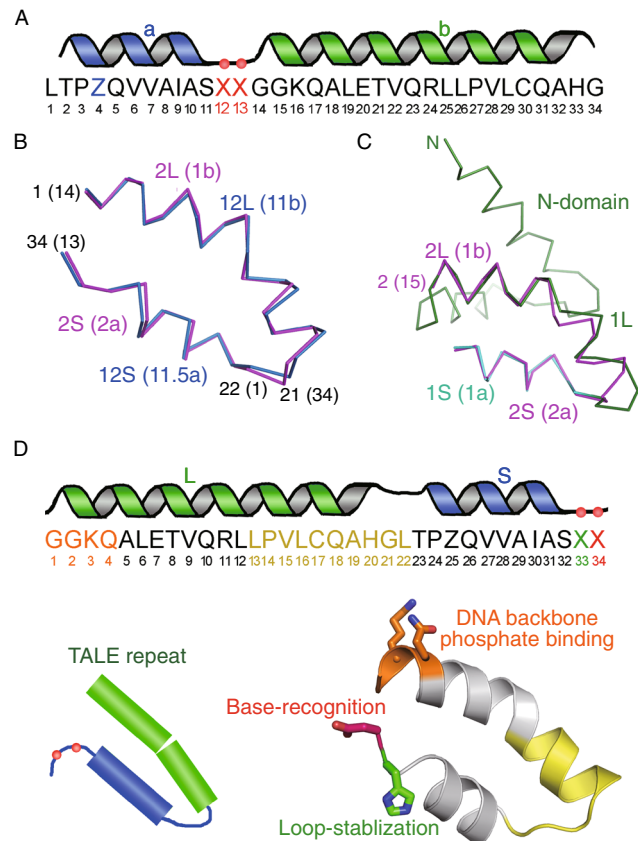 A
a
b
LTPZQVVAIASXXGGKQALETVQRLLPVLCQAHG
1 2 3 4 5 6 7 8 9 10 11 12 13 14 15 16 17 18 19 20 21 22 23 24 25 26 27 28 29 30 31 32 33 34
B
2L (1b)
1 (14)
12L (11b)
34 (13)
2S (2a)
12S (11.5a)
22 (1)
21 (34)
C
N
N-domain
2L (1b)
2 (15)
1L
1S (1a)
2S (2a)
D
L
S
GGKQALETVQRLLPVLCQAHGLTPZQVVAIASXX
1 2 3 4 5 6 7 8 9 10 11 12 13 14 15 16 17 18 19 20 21 22 23 24 25 26 27 28 29 30 31 32 33 34
TALE repeat
DNA backbone
phosphate binding
Base-recognition
Loop-stablization